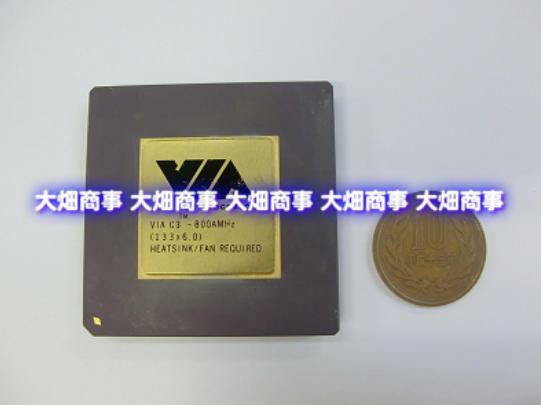 VIA
大畑商事 大畑商事 大畑商事 大畑商事 大畑商事
TM
VIA C3 -800AMHz
(133x6.0)
HEATSINK/FAN REQUIRED
10